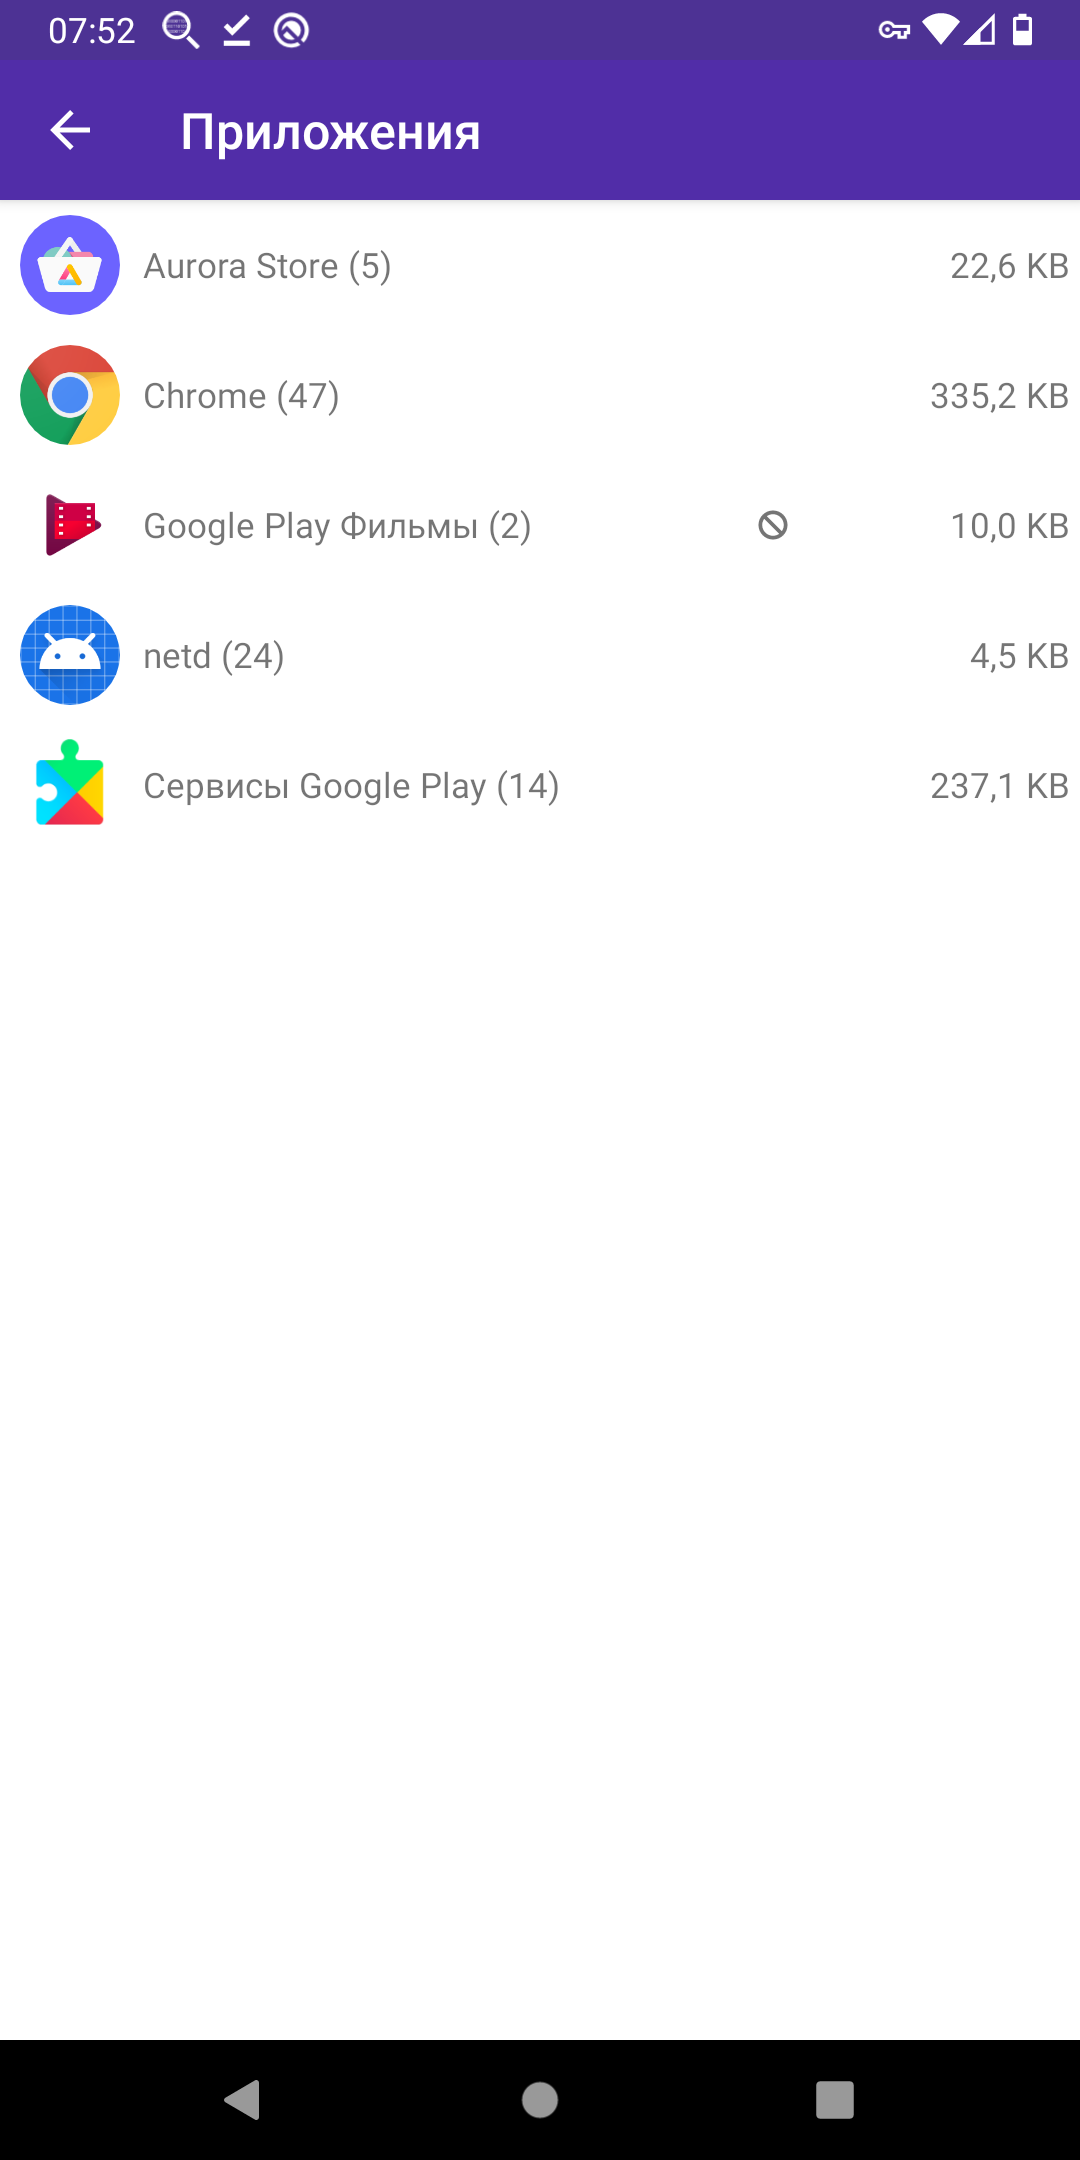 07:52
Приложения
Aurora Store (5) 22,6 KB
Chrome (47) 335,2 KB
Google Play Фильмы (2) 10,0 KB
netd (24) 4,5 KB
Сервисы Google Play (14) 237,1 KB